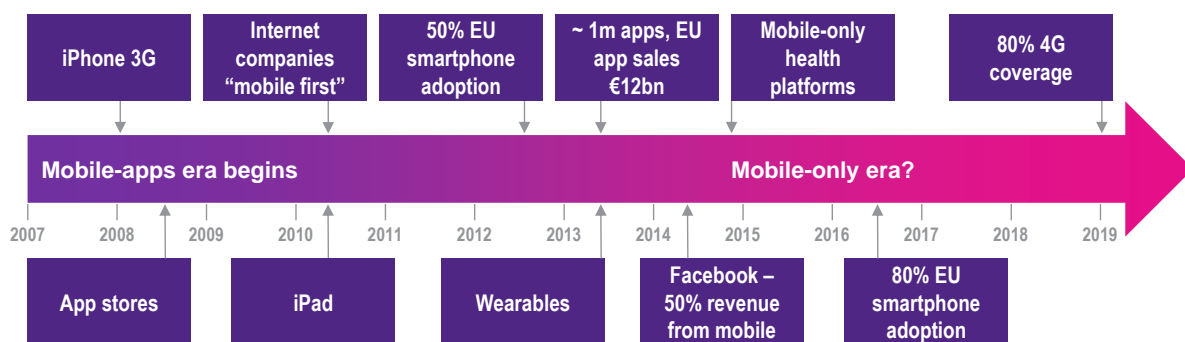 iPhone 3G
Internet
companies
“mobile first”
50% EU
smartphone
adoption
~ 1m apps, EU
app sales
€12bn
Mobile-only
health
platforms
80% 4G
coverage
Mobile-apps era begins
Mobile-only era?
2007
2008
2009
2010
2011
2012
2013
2014
2015
2016
2017
2018
2019
App stores
iPad
Wearables
Facebook –
50% revenue
from mobile
80% EU
smartphone
adoption